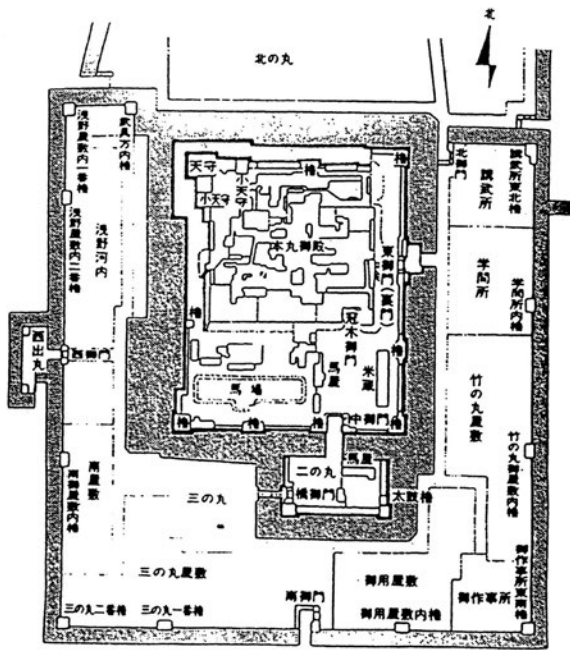 北
北の丸
浅野屋敷内一番櫓
武具方内櫓
天守
小天守
小天守
櫓
櫓
北御門
講武所
講武所東北櫓
浅野屋敷内二番櫓
浅野河内
本丸御殿
東御門(裏門)
学問所
学問所内櫓
西出丸
西御門
櫓
冠木御門
櫓
馬場
馬屋
米蔵
中御門
櫓
櫓
櫓
櫓
竹の丸屋敷
竹の丸御屋敷内櫓
南屋敷
南御屋敷内櫓
三の丸
二の丸
馬屋
橋御門
太鼓櫓
三の丸屋敷
御用屋敷
御作事所
御作事所東南櫓
南御門
御用屋敷内櫓
三の丸二番櫓
三の丸一番櫓